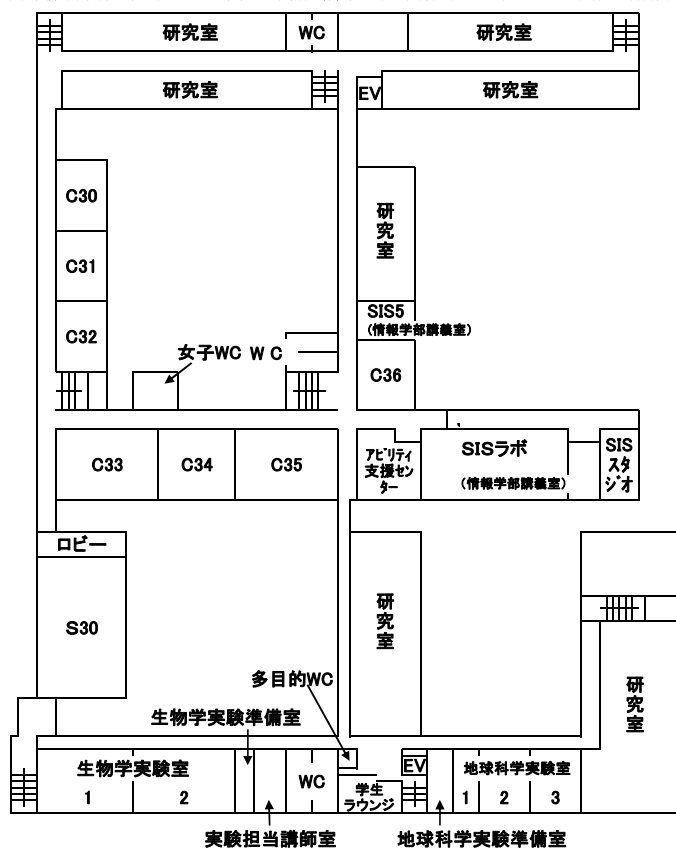 研究室
WC
研究室
研究室
EV
研究室
C30
研究室
C31
SIS5
(情報学部講義室)
C32
女子WC
WC
C36
C33
C34
C35
アビリティ
支援セン
ター
SISラボ
(情報学部講義室)
SIS
スタ
ジオ
ロビー
S30
研究室
研究室
多目的WC
生物学実験準備室
生物学実験室
1
2
WC
学生
ラウンジ
EV
地球科学実験室
1
2
3
実験担当講師室
地球科学実験準備室